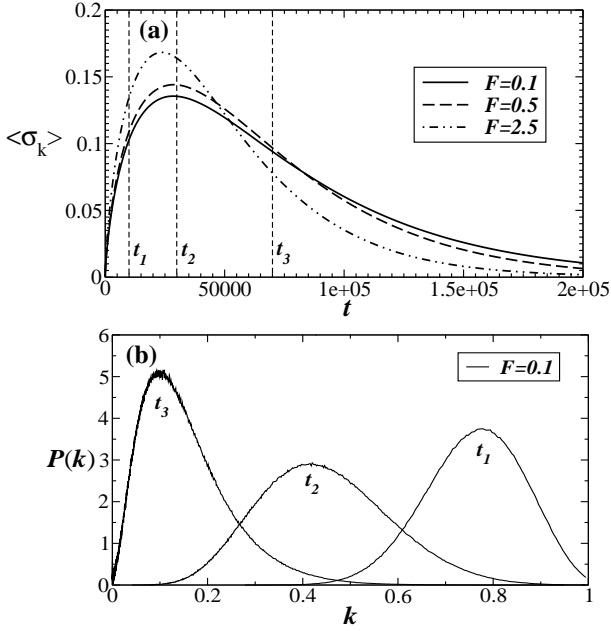 (a)
0.2
0.15
0.1
0.05
0
<σk>
F=0.1
F=0.5
F=2.5
t1 t2 t3
0 50000 1e+05 1.5e+05 2e+05
t
(b)
6
5
4
3
2
1
0
P(k)
F=0.1
t3 t2 t1
0 0.2 0.4 0.6 0.8 1
k